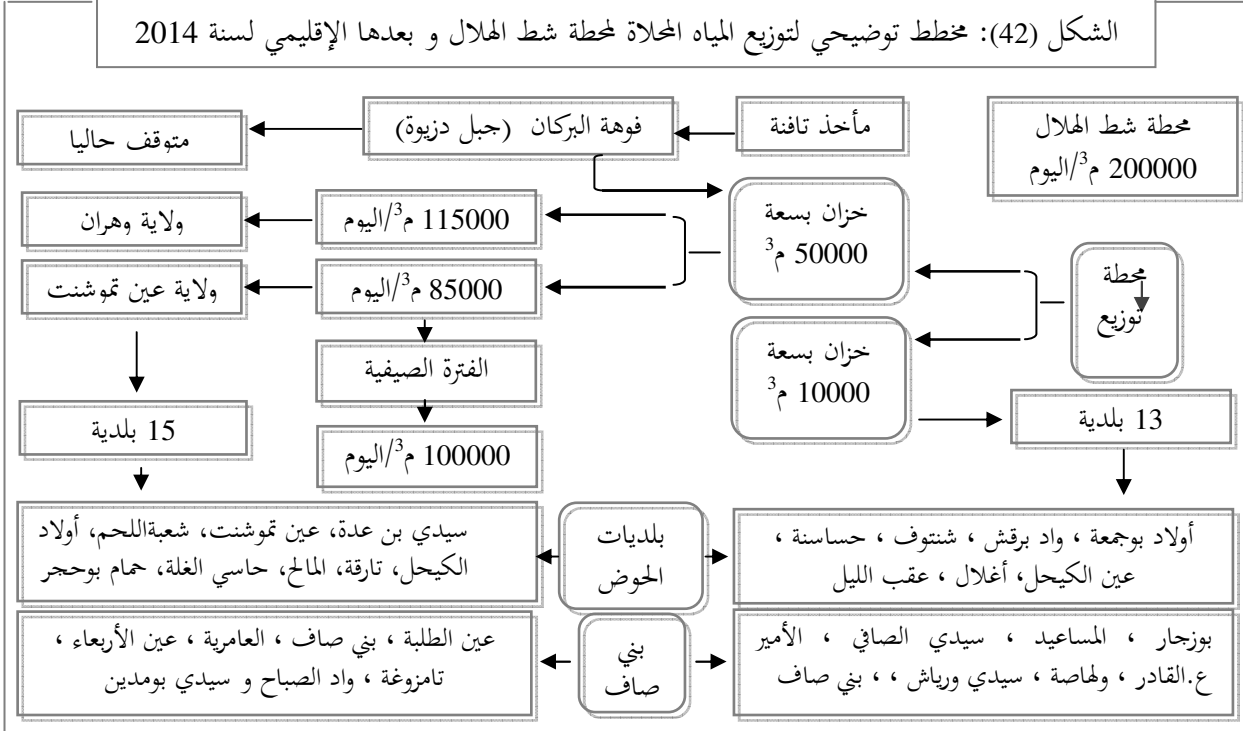 الشكل (42): مخطط توضيحي لتوزيع المياه المحلاة لمحطة شط الهلال و بعدها الإقليمي لسنة 2014
محطة شط الهلال
200000 م³/اليوم
مأخذ تافنة
فوهة البركان (جبل دزيوة)
متوقف حاليا
خزان بسعة
50000 م³
115000 م³/اليوم
ولاية وهران
محطة
توزيع
85000 م³/اليوم
ولاية عين تموشنت
خزان بسعة
10000 م³
الفترة الصيفية
13 بلدية
15 بلدية
100000 م³/اليوم
أولاد بوجمعة ، واد برقش ، شنتوف ، حساسنة ،
عين الكيحل، أغلال ، عقب الليل
بلديات
الحوض
سيدي بن عدة، عين تموشنت، شعبةاللحم، أولاد
الكيحل، تارقة، المالح، حاسي الغلة، حمام بوحجر
بوزجار ، المساعيد ، سيدي الصافي ، الأمير
ع.القادر ، ولهاصة ، سيدي ورياش ، ، بني صاف
بني
صاف
عين الطلبة ، بني صاف ، العامرية ، عين الأربعاء ،
تامزوغة ، واد الصباح و سيدي بومدين